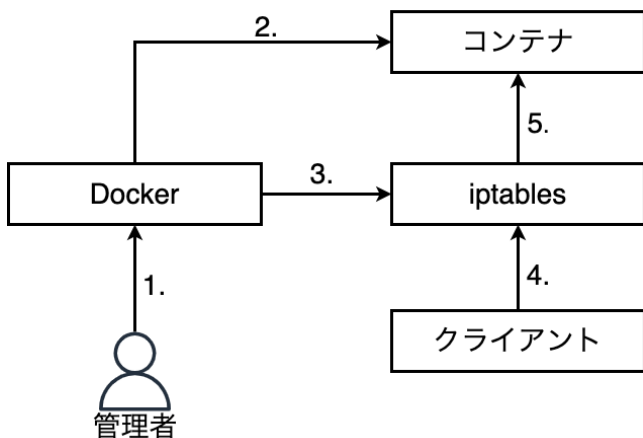 2.
コンテナ
5.
Docker
3.
iptables
1.
4.
クライアント
管理者